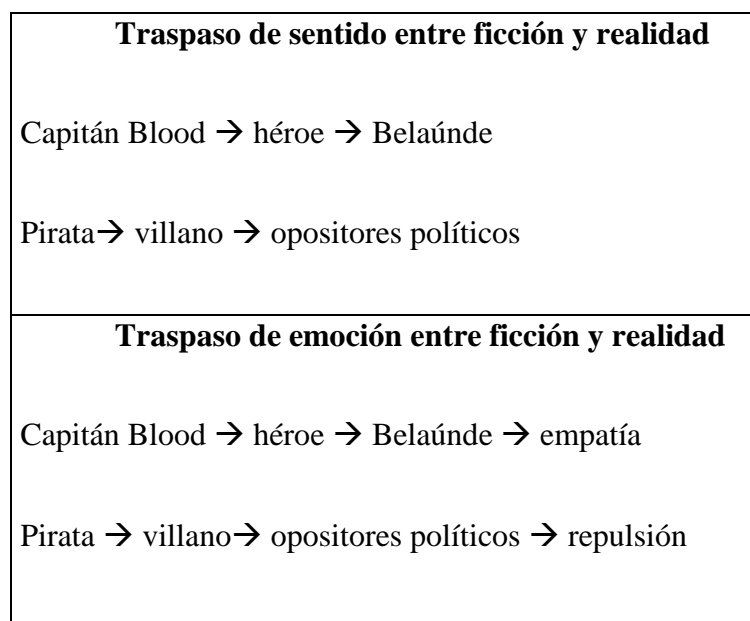 Traspaso de sentido entre ficción y realidad
Capitán Blood → héroe → Belaúnde
Pirata→ villano → opositores políticos
Traspaso de emoción entre ficción y realidad
Capitán Blood → héroe → Belaúnde → empatía
Pirata → villano→ opositores políticos → repulsión